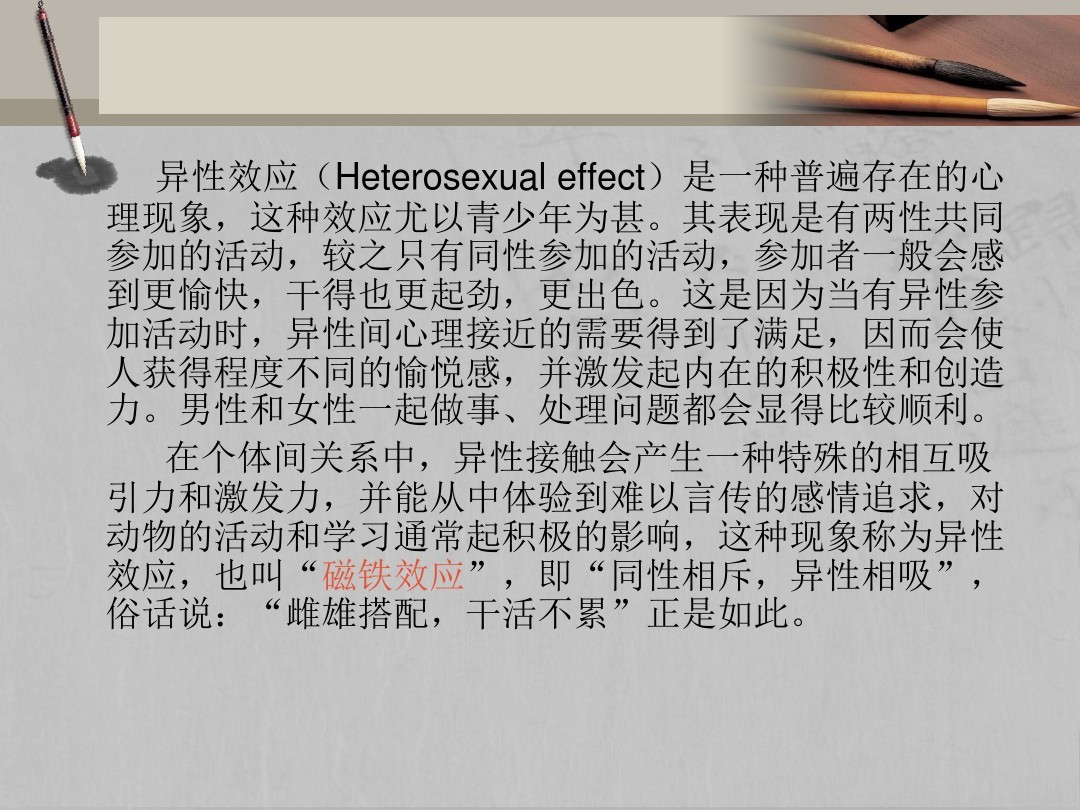 异性效应（Heterosexual effect）是一种普遍存在的心
理现象，这种效应尤以青少年为甚。其表现是有两性共同
参加的活动，较之只有同性参加的活动，参加者一般会感
到更愉快，干得也更起劲，更出色。这是因为当有异性参
加活动时，异性间心理接近的需要得到了满足，因而会使
人获得程度不同的愉悦感，并激发起内在的积极性和创造
力。男性和女性一起做事、处理问题都会显得比较顺利。
在个体间关系中，异性接触会产生一种特殊的相互吸
引力和激发力，并能从中体验到难以言传的感情追求，对
动物的活动和学习通常起积极的影响，这种现象称为异性
效应，也叫“磁铁效应”，即“同性相斥，异性相吸”，
俗话说：“雌雄搭配，干活不累”正是如此。